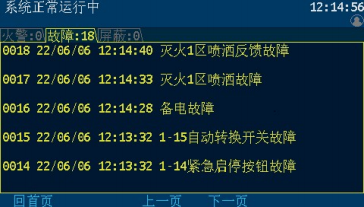 系统正常运行中 12:14:56
火警:0 故障:18 屏蔽:0
0018 22/06/06 12:14:40 灭火1区喷洒反馈故障
0017 22/06/06 12:14:33 灭火1区喷洒故障
0016 22/06/06 12:14:28 备电故障
0015 22/06/06 12:13:32 1-15自动转换开关故障
0014 22/06/06 12:13:32 1-14紧急启停按钮故障
回首页 上一页 下一页